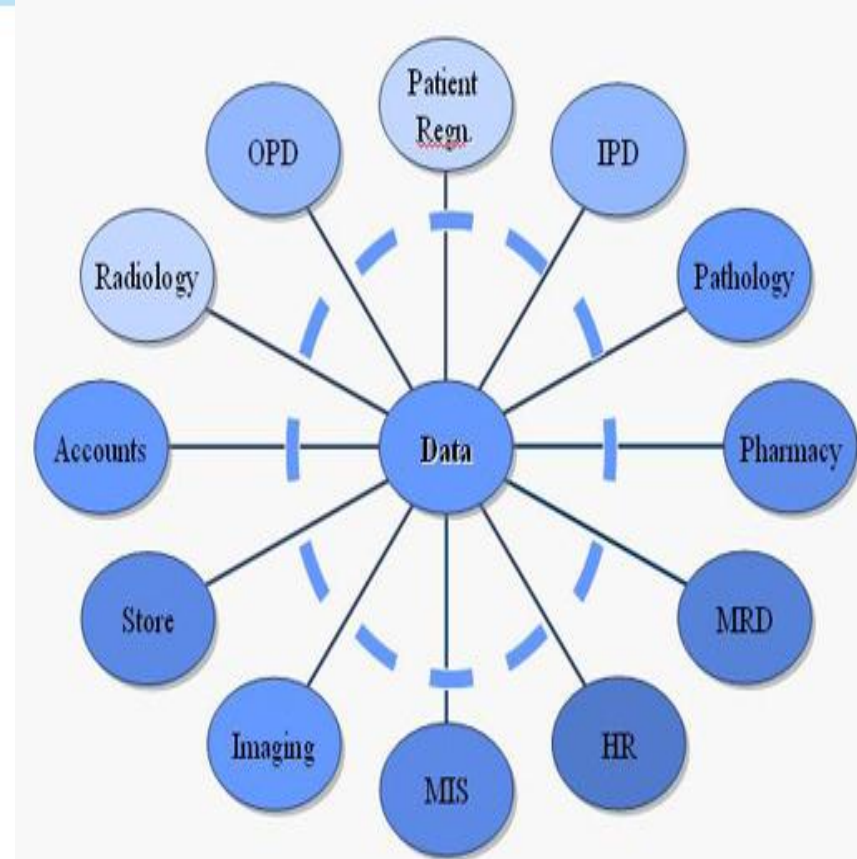 Patient
Regn.
OPD
IPD
Radiology
Pathology
Accounts
Data
Pharmacy
Store
MRD
Imaging
HR
MIS